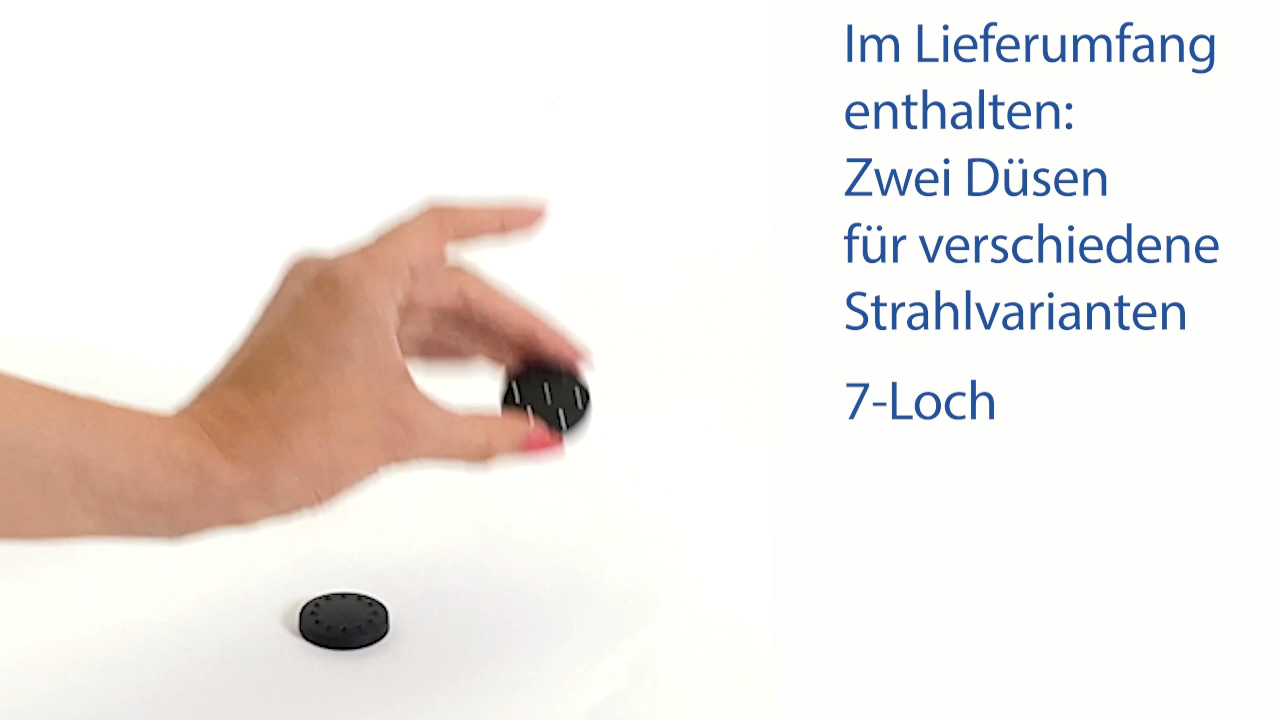 Im Lieferumfang
enthalten:
Zwei Düsen
für verschiedene
Strahlvarianten
7-Loch